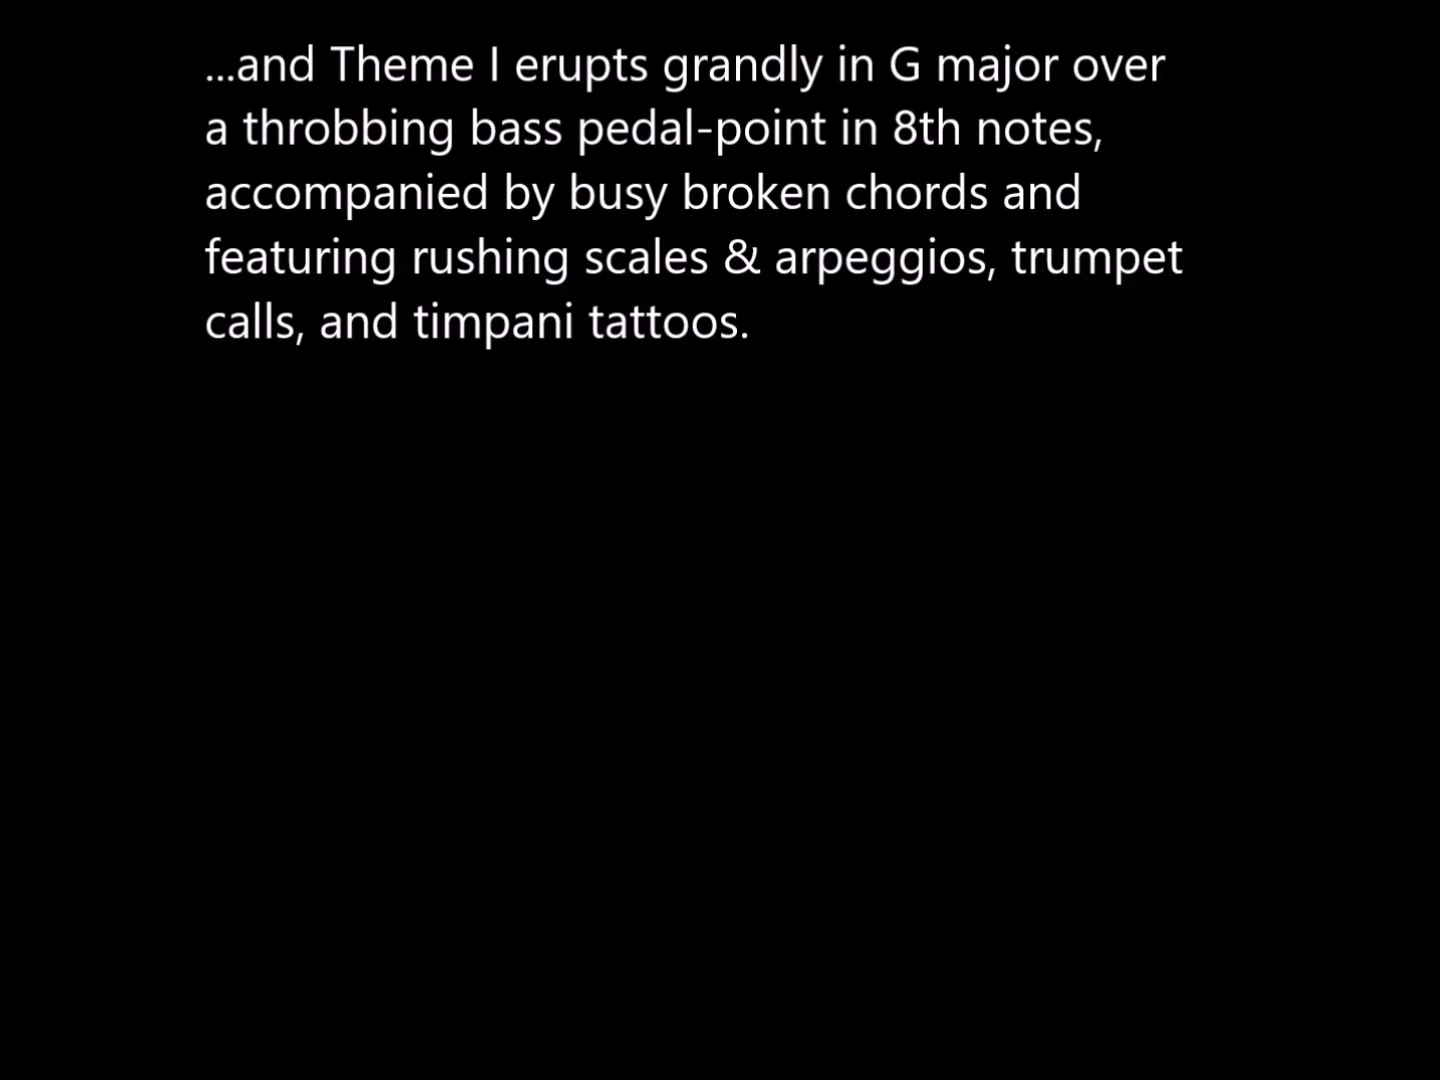 ...and Theme I erupts grandly in G major over
a throbbing bass pedal-point in 8th notes,
accompanied by busy broken chords and
featuring rushing scales & arpeggios, trumpet
calls, and timpani tattoos.